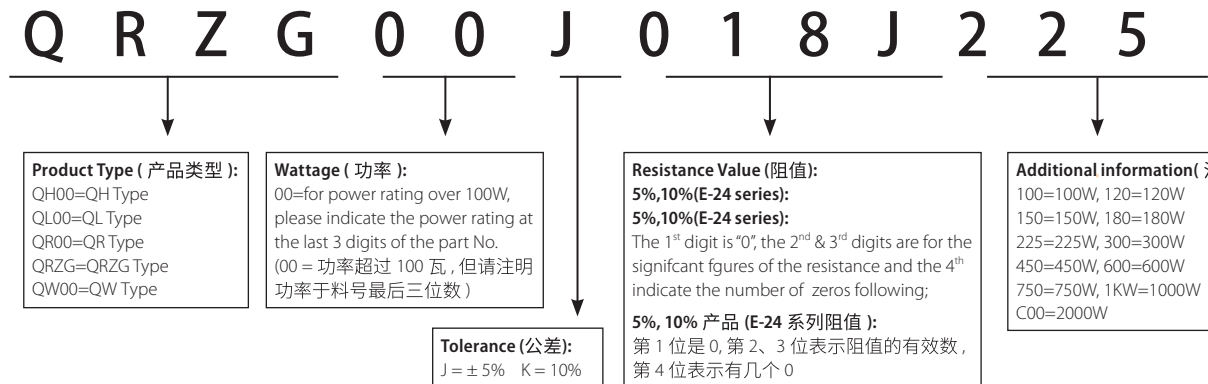 QRZG00J018J225
Product Type ( 产品类型 ):
QH00=QH Type
QL00=QL Type
QR00=QR Type
QRZG=QRZG Type
QW00=QW Type
Wattage ( 功率 ):
00=for power rating over 100W,
please indicate the power rating at
the last 3 digits of the part No.
(00 = 功率超过 100 瓦 , 但请注明
功率于料号最后三位数 )
Tolerance (公差):
J = ± 5% K = 10%
Resistance Value (阻值):
5%,10%(E-24 series):
5%,10%(E-24 series):
The 1st digit is "0", the 2nd & 3rd digits are for the
signifcant fgures of the resistance and the 4th
indicate the number of zeros following;
5%, 10% 产品 (E-24 系列阻值 ):
第 1 位是 0, 第 2、3 位表示阻值的有效数 ,
第 4 位表示有几个 0
Additional information(
100=100W, 120=120W
150=150W, 180=180W
225=225W, 300=300W
450=450W, 600=600W
750=750W, 1KW=1000W
C00=2000W